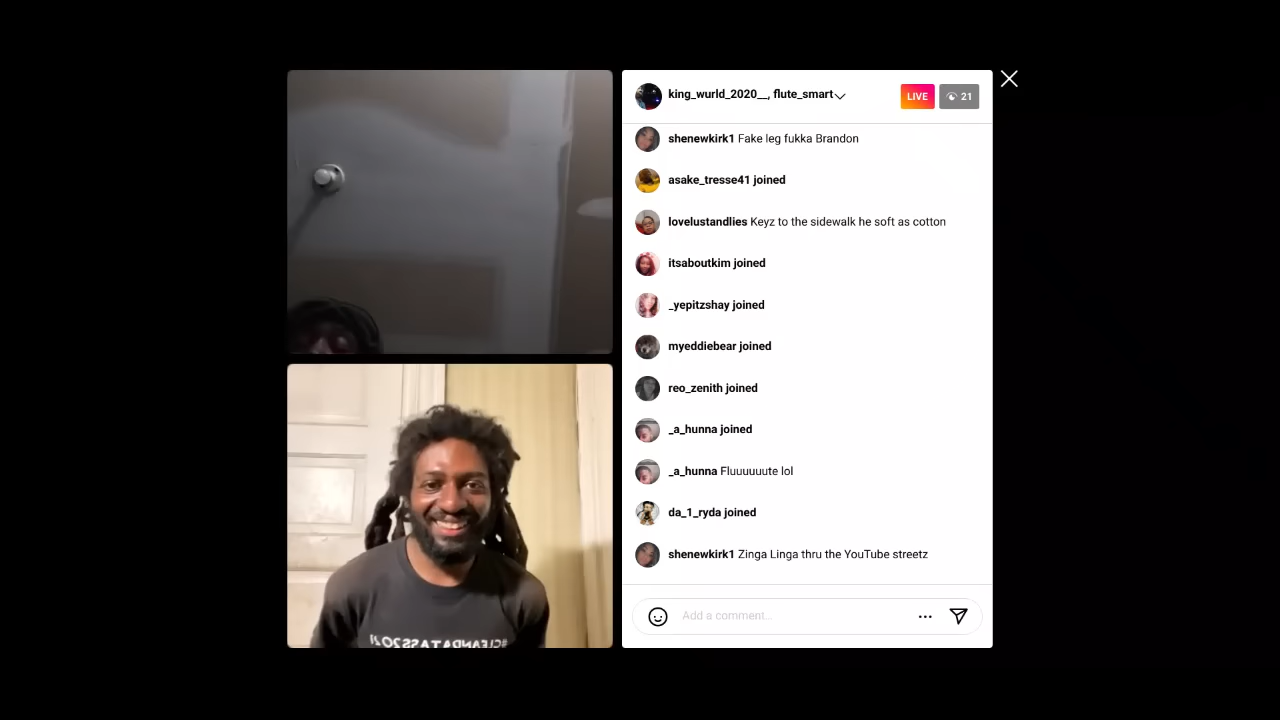 king_wurld_2020__, flute_smart
LIVE
21
shenewkirk1 Fake leg fukka Brandon
asake_tresse41 joined
lovelustandlies Keyz to the sidewalk he soft as cotton
itsaboutkim joined
_yepitzshay joined
myeddiebear joined
reo_zenith joined
_a_hunna joined
_a_hunna Fluuuuuute lol
da_1_ryda joined
shenewkirk1 Zinga Linga thru the YouTube streetz
Add a comment...
#CLEANDATASS2021